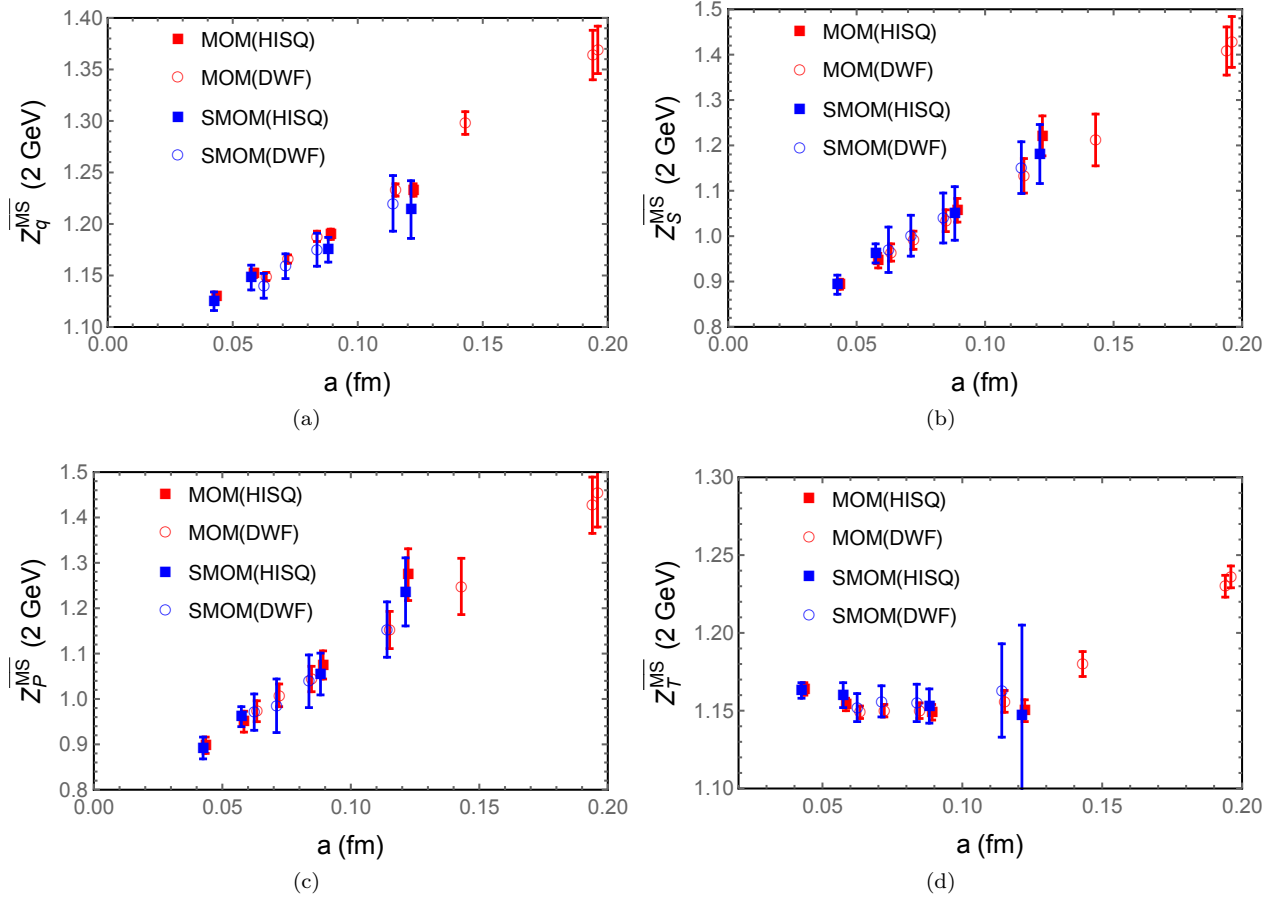 1.40
1.35
1.30
1.25
1.20
1.15
1.10
0.00
0.05
0.10
0.15
0.20
MOM(HISQ)
MOM(DWF)
SMOM(HISQ)
SMOM(DWF)
Z_q^{\overline{MS}} (2 GeV)
a (fm)
(a)
1.5
1.4
1.3
1.2
1.1
1.0
0.9
0.8
0.00
0.05
0.10
0.15
0.20
MOM(HISQ)
MOM(DWF)
SMOM(HISQ)
SMOM(DWF)
Z_S^{\overline{MS}} (2 GeV)
a (fm)
(b)
1.5
1.4
1.3
1.2
1.1
1.0
0.9
0.8
0.00
0.05
0.10
0.15
0.20
MOM(HISQ)
MOM(DWF)
SMOM(HISQ)
SMOM(DWF)
Z_P^{\overline{MS}} (2 GeV)
a (fm)
(c)
1.30
1.25
1.20
1.15
1.10
0.05
0.10
0.15
0.20
MOM(HISQ)
MOM(DWF)
SMOM(HISQ)
SMOM(DWF)
Z_T^{\overline{MS}} (2 GeV)
a (fm)
(d)